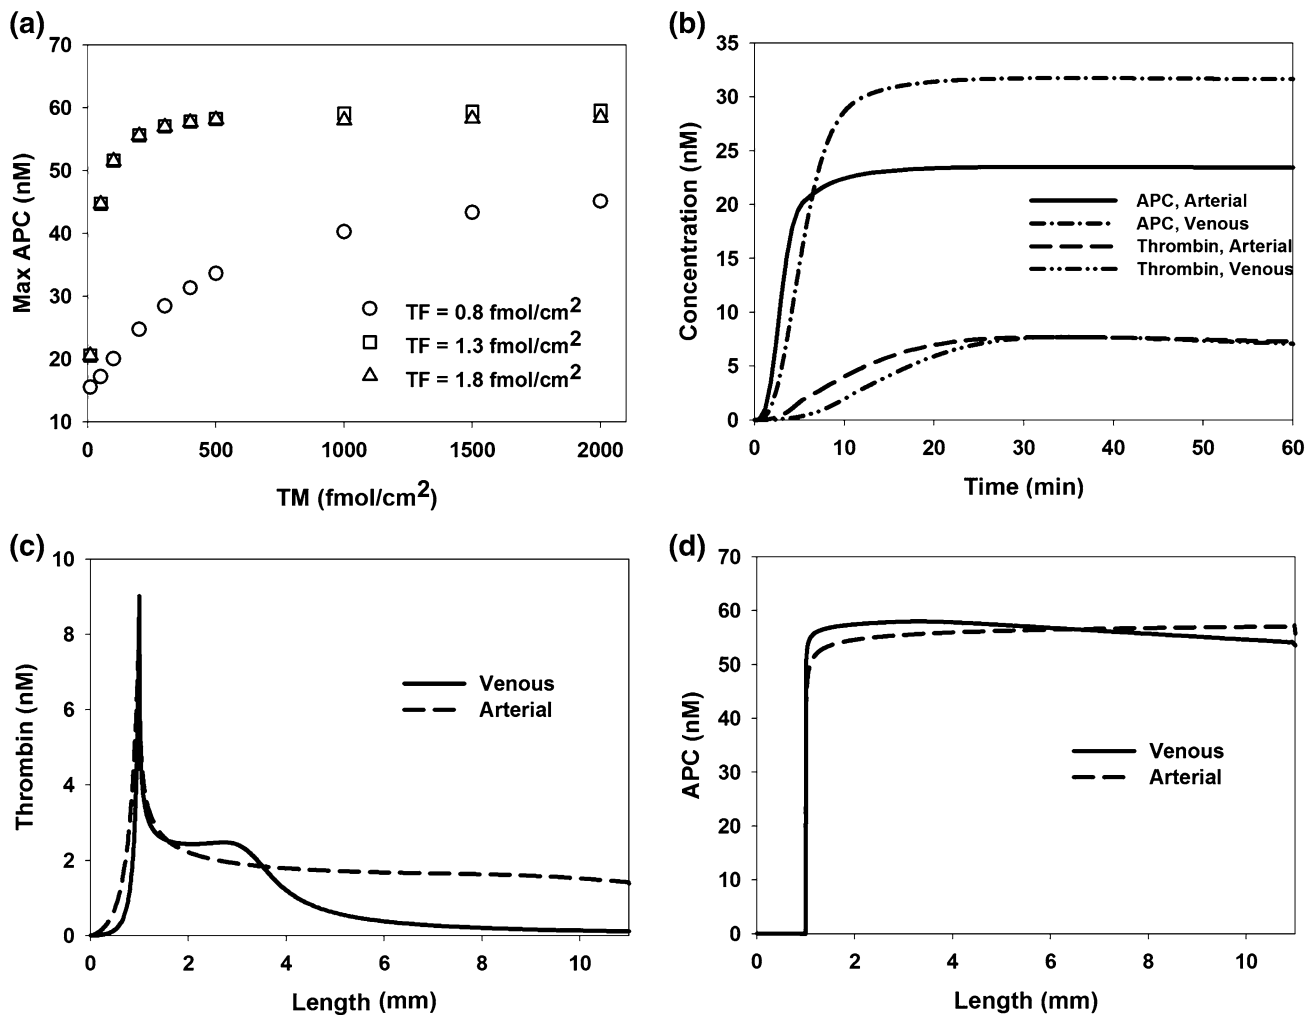 (a)
70
60
50
40
30
20
10
Max APC (nM)
TF = 0.8 fmol/cm2
TF = 1.3 fmol/cm2
TF = 1.8 fmol/cm2
0 500 1000 1500 2000
TM (fmol/cm2)
(b)
35
30
25
20
15
10
5
0
Concentration (nM)
APC, Arterial
APC, Venous
Thrombin, Arterial
Thrombin, Venous
0 10 20 30 40 50 60
Time (min)
(c)
10
8
6
4
2
0
Thrombin (nM)
Venous
Arterial
0 2 4 6 8 10
Length (mm)
(d)
70
60
50
40
30
20
10
0
APC (nM)
Venous
Arterial
0 2 4 6 8 10
Length (mm)